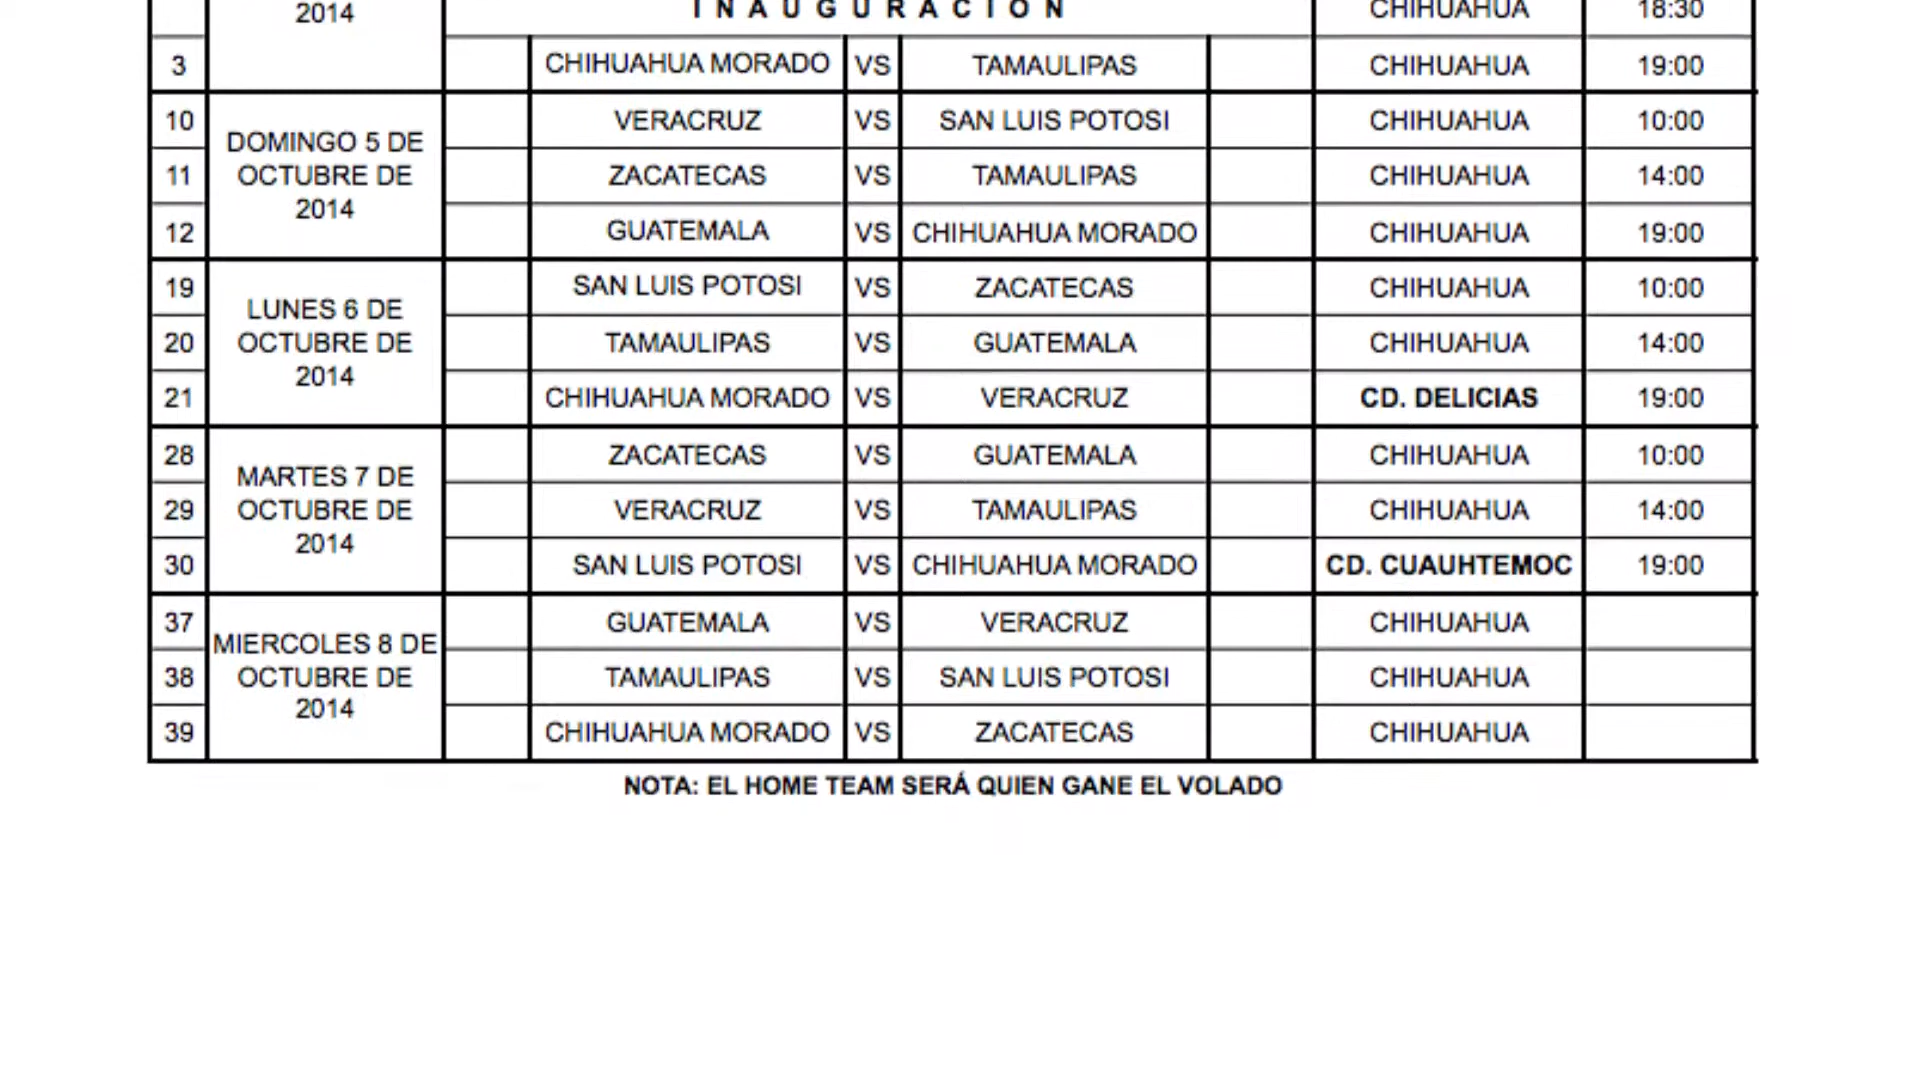 2014 INAUGURACION CHIHUAHUA 18:30
3 CHIHUAHUA MORADO VS TAMAULIPAS CHIHUAHUA 19:00
10 VERACRUZ VS SAN LUIS POTOSI CHIHUAHUA 10:00
DOMINGO 5 DE
OCTUBRE DE
2014
11 ZACATECAS VS TAMAULIPAS CHIHUAHUA 14:00
12 GUATEMALA VS CHIHUAHUA MORADO CHIHUAHUA 19:00
19 SAN LUIS POTOSI VS ZACATECAS CHIHUAHUA 10:00
LUNES 6 DE
OCTUBRE DE
2014
20 TAMAULIPAS VS GUATEMALA CHIHUAHUA 14:00
21 CHIHUAHUA MORADO VS VERACRUZ CD. DELICIAS 19:00
28 ZACATECAS VS GUATEMALA CHIHUAHUA 10:00
MARTES 7 DE
OCTUBRE DE
2014
29 VERACRUZ VS TAMAULIPAS CHIHUAHUA 14:00
30 SAN LUIS POTOSI VS CHIHUAHUA MORADO CD. CUAUHTEMOC 19:00
37 GUATEMALA VS VERACRUZ CHIHUAHUA
MIERCOLES 8 DE
OCTUBRE DE
2014
38 TAMAULIPAS VS SAN LUIS POTOSI CHIHUAHUA
39 CHIHUAHUA MORADO VS ZACATECAS CHIHUAHUA
NOTA: EL HOME TEAM SERÁ QUIEN GANE EL VOLADO